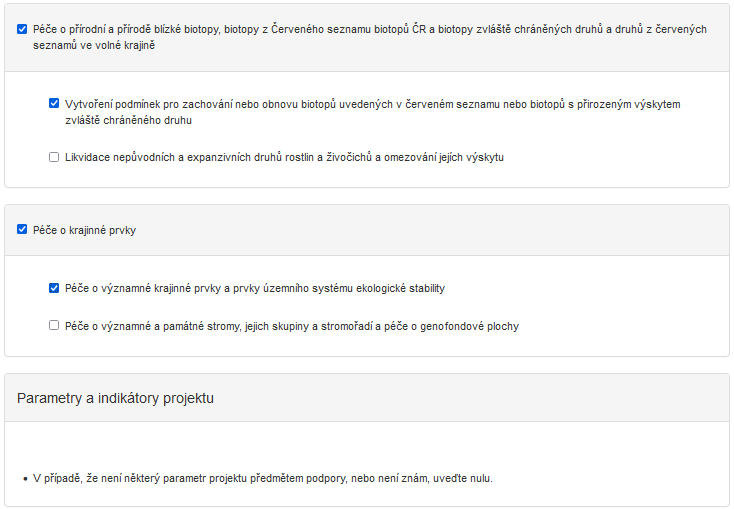 Péče o přírodní a přírodě blízké biotopy, biotopy z Červeného seznamu biotopů ČR a biotopy zvláště chráněných druhů a druhů z červených
seznamů ve volné krajině
Vytvoření podmínek pro zachování nebo obnovu biotopů uvedených v červeném seznamu nebo biotopů s přirozeným výskytem
zvláště chráněného druhu
Likvidace nepůvodních a expanzivních druhů rostlin a živočichů a omezování jejích výskytu
Péče o krajinné prvky
Péče o významné krajinné prvky a prvky územního systému ekologické stability
Péče o významné a památné stromy, jejich skupiny a stromořadí a péče o genofondové plochy
Parametry a indikátory projektu
• V případě, že není některý parametr projektu předmětem podpory, nebo není znám, uveďte nulu.